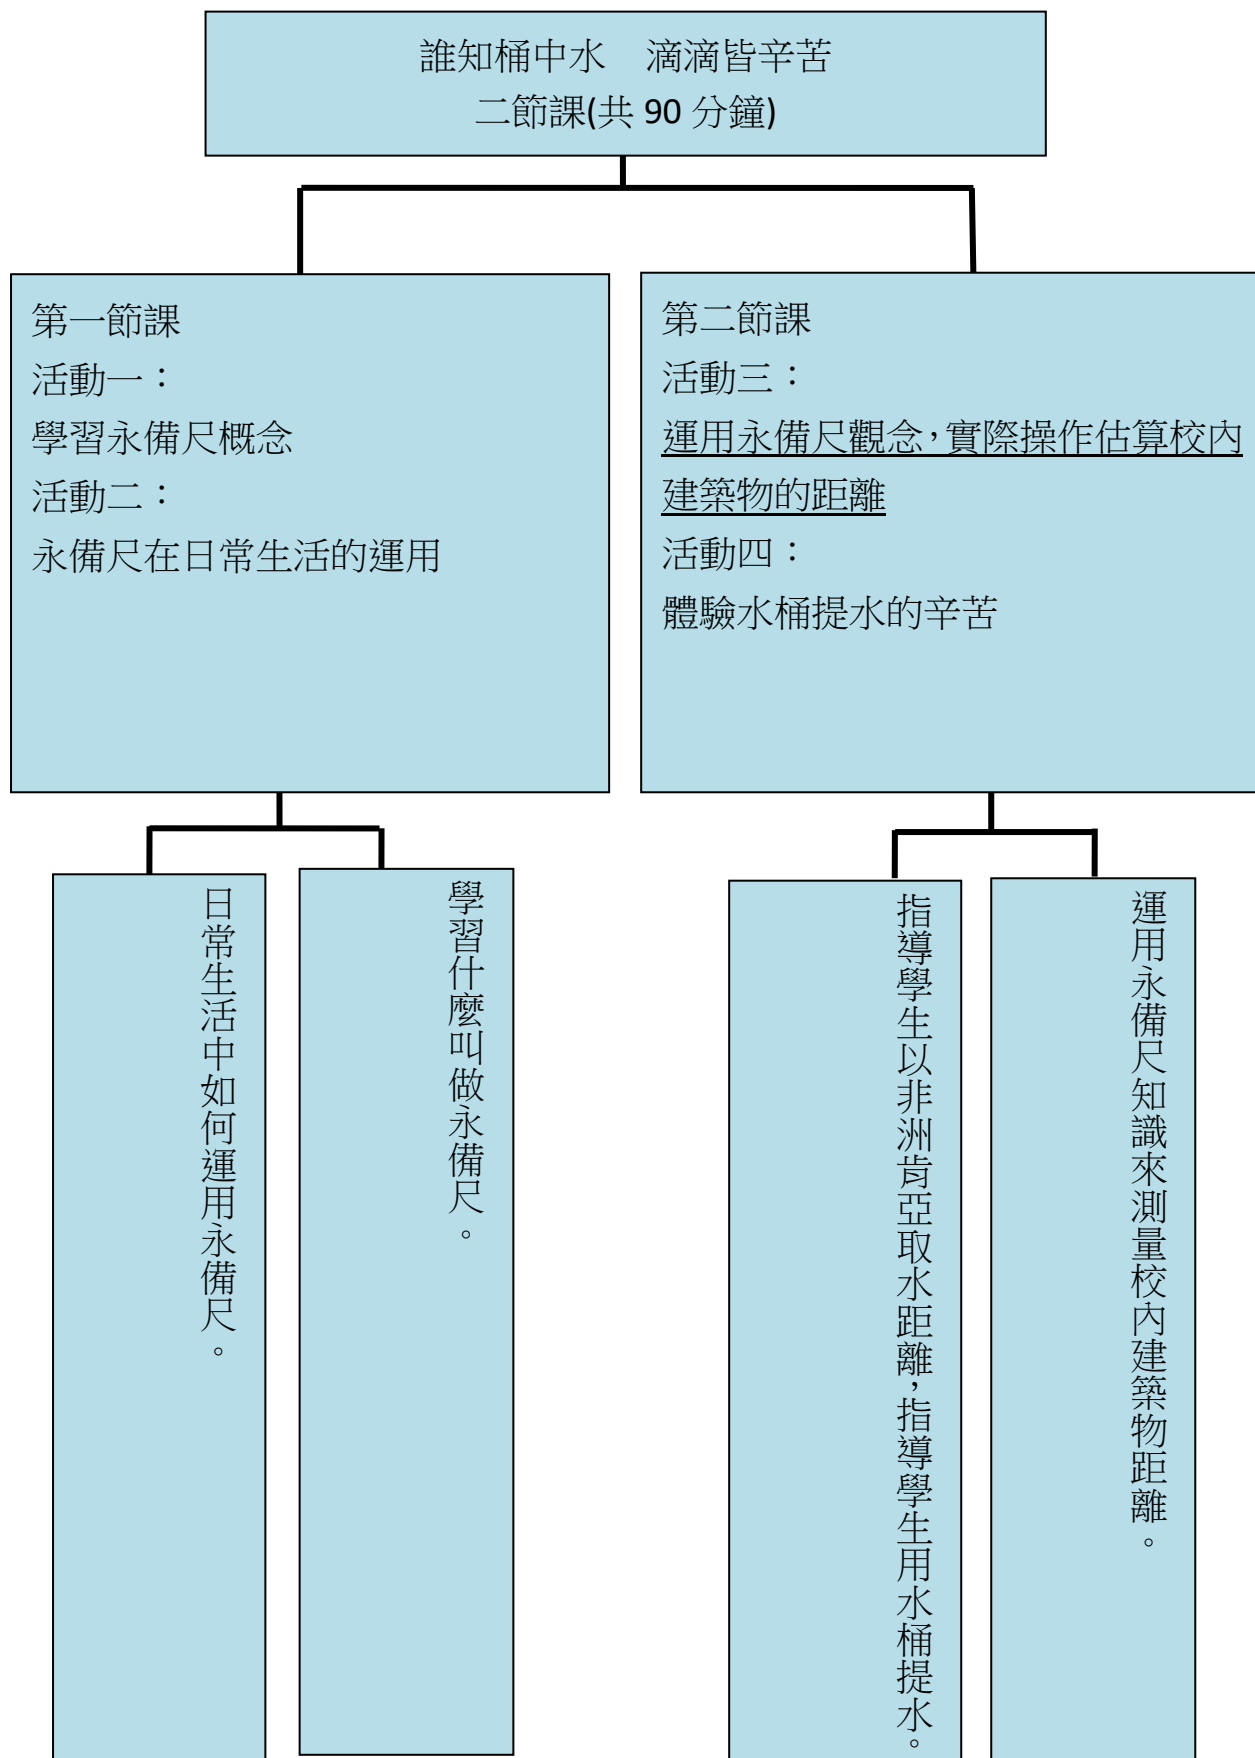 誰知桶中水　滴滴皆辛苦
二節課(共 90 分鐘)
第一節課
活動一：
學習永備尺概念
活動二：
永備尺在日常生活的運用
第二節課
活動三：
運用永備尺觀念，實際操作估算校內
建築物的距離
活動四：
體驗水桶提水的辛苦
學習什麼叫做永備尺。
日常生活中如何運用永備尺。
運用永備尺知識來測量校內建築物距離。
指導學生以非洲肯亞取水距離，指導學生用水桶提水。